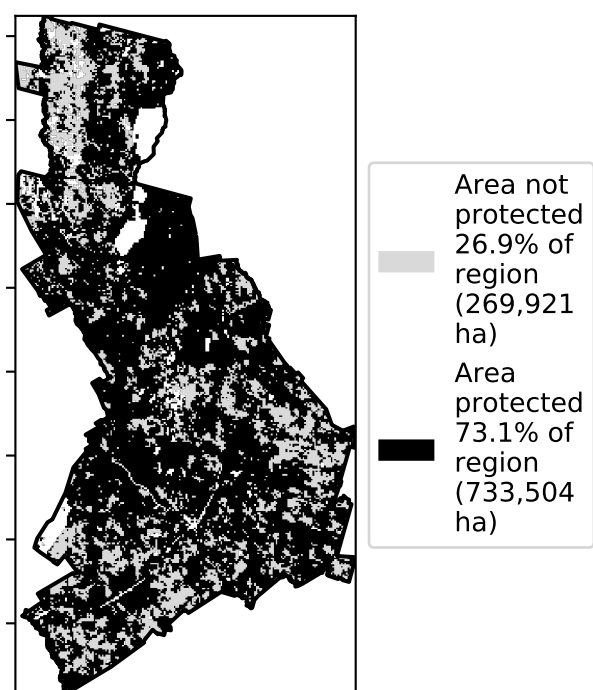 Area not
protected
26.9% of
region
(269,921
ha)
Area
protected
73.1% of
region
(733,504
ha)